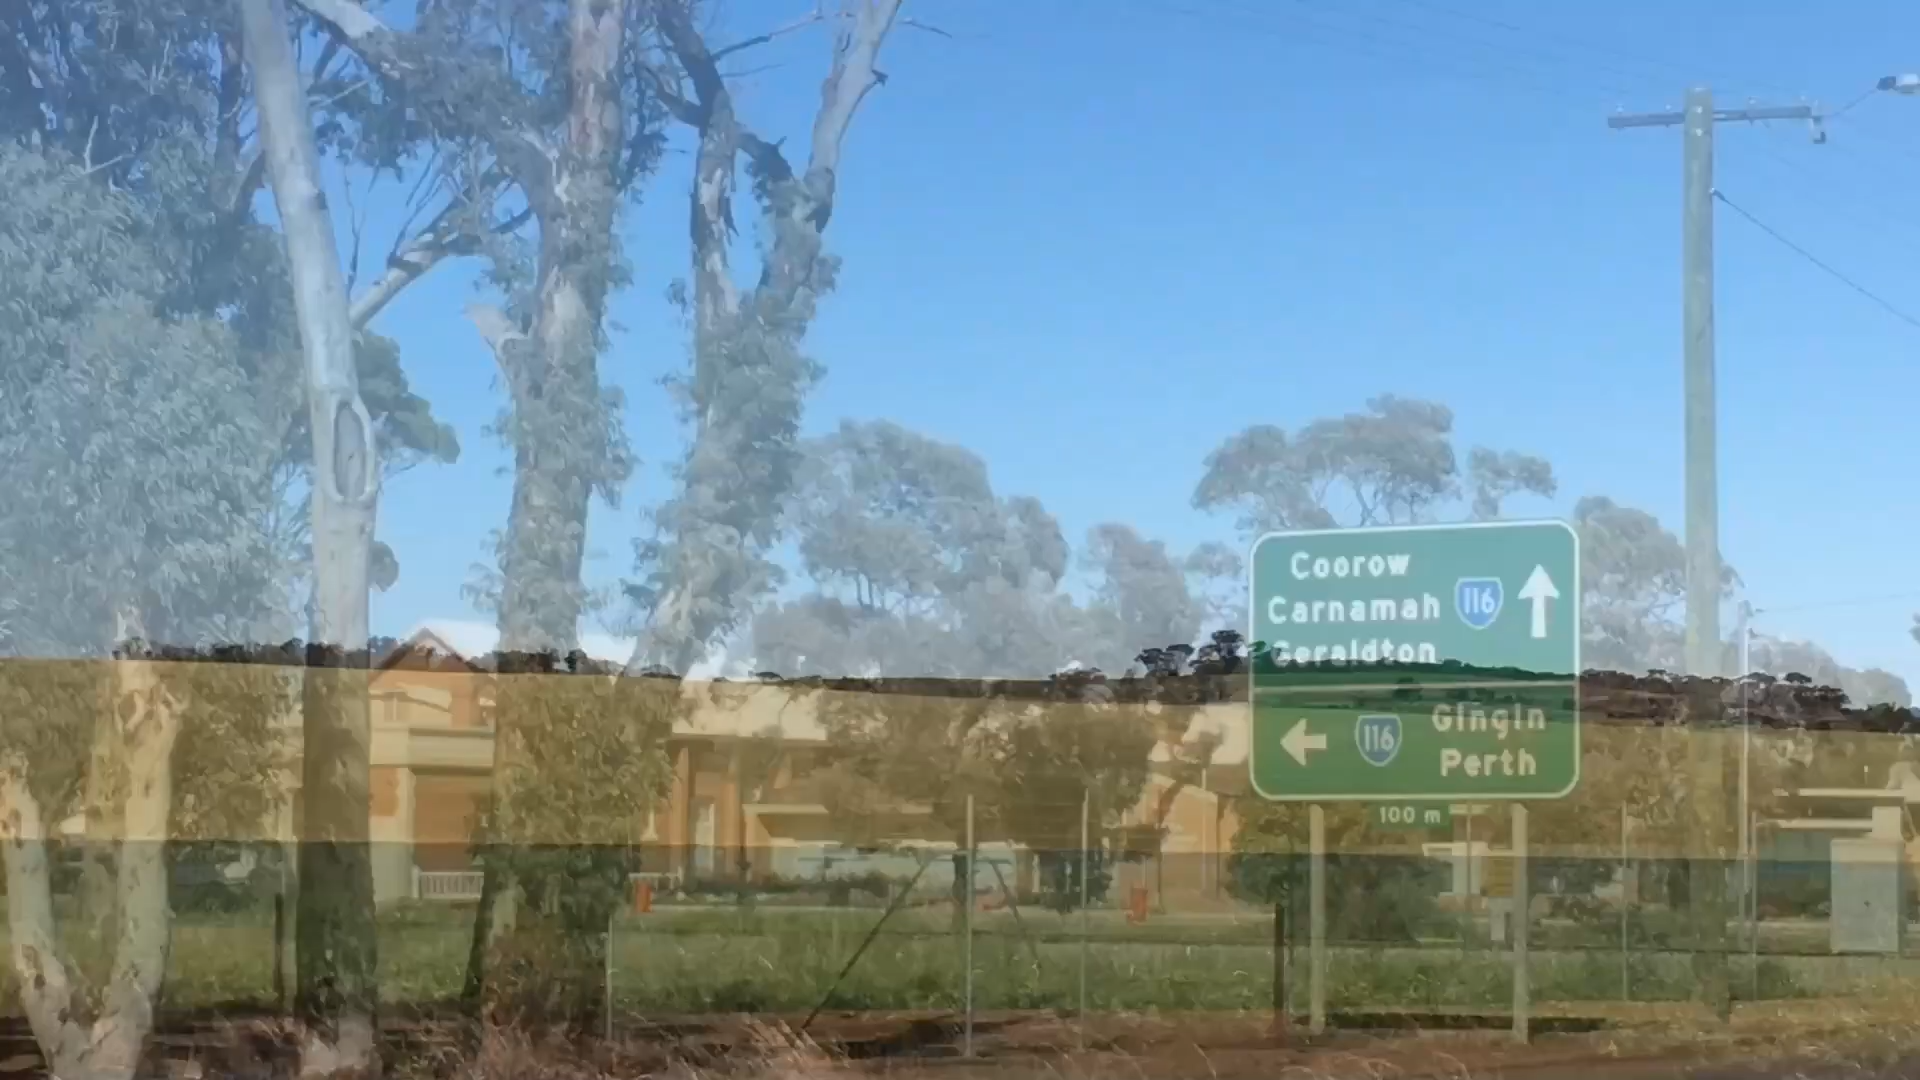 Coorow
Carnamah 116
Geraldton
116 Gingin
Perth
100 m